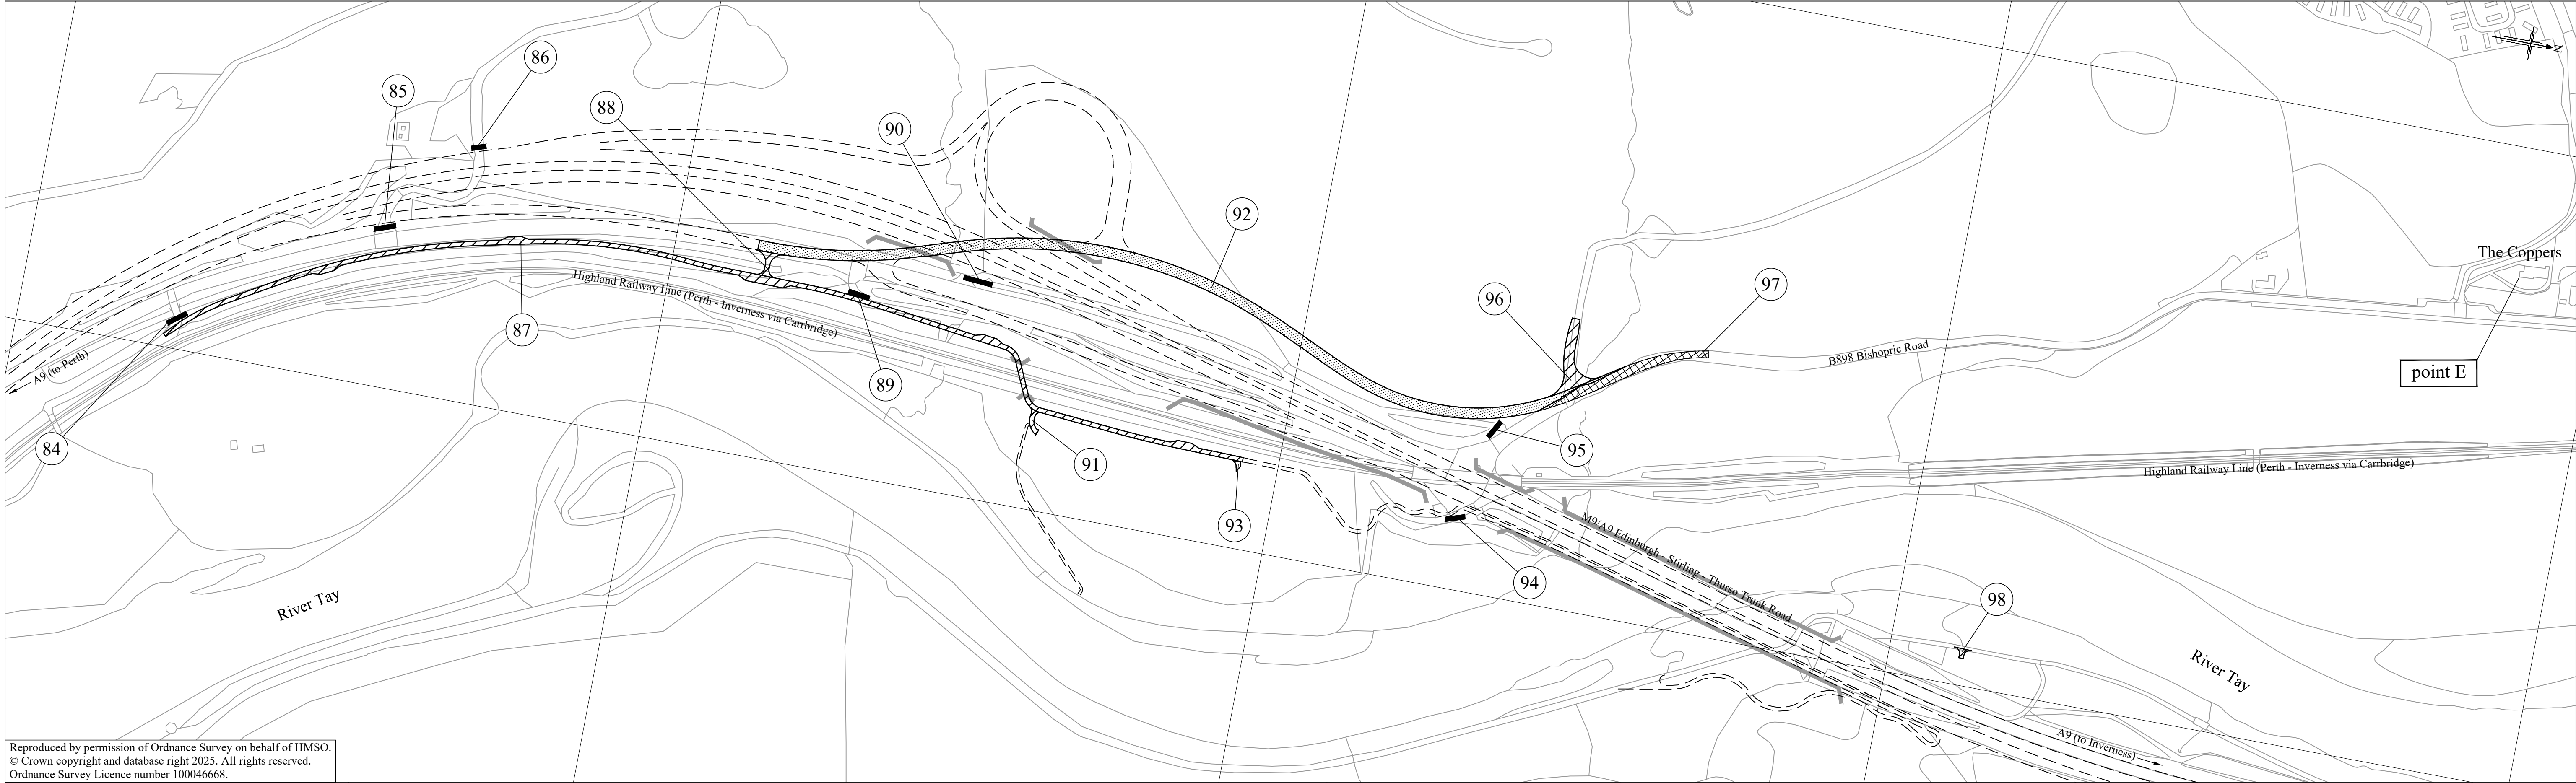 86
85
88
90
N
92
The Coppers
97
96
Highland Railway Line (Perth - Inverness via Carrbridge)
87
B898 Bishopric Road
A9 (to Perth)
point E
89
84
95
91
Highland Railway Line (Perth - Inverness via Carrbridge)
93
M9/A9 Edinburgh - Stirling - Thurso Trunk Road
94
98
River Tay
River Tay
A9 (to Inverness)
Reproduced by permission of Ordnance Survey on behalf of HMSO.
© Crown copyright and database right 2025. All rights reserved.
Ordnance Survey Licence number 100046668.